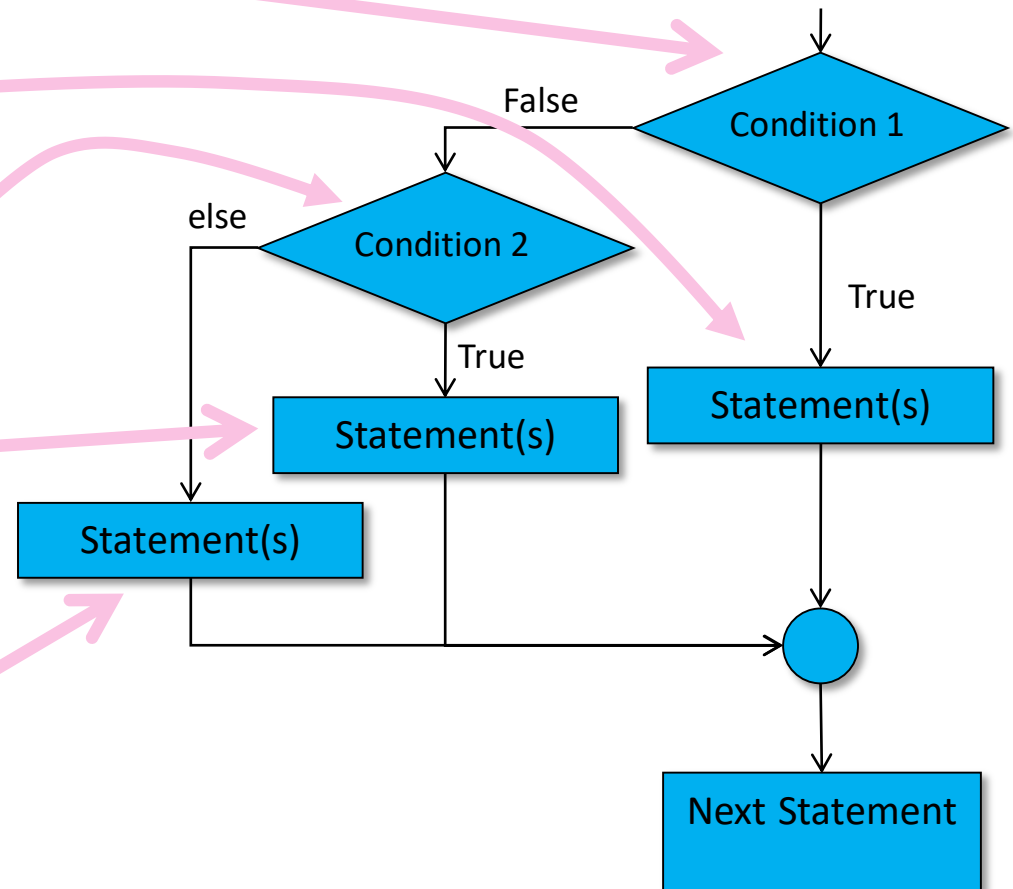 False
Condition 1
else
Condition 2
True
True
Statement(s)
Statement(s)
Statement(s)
Next Statement